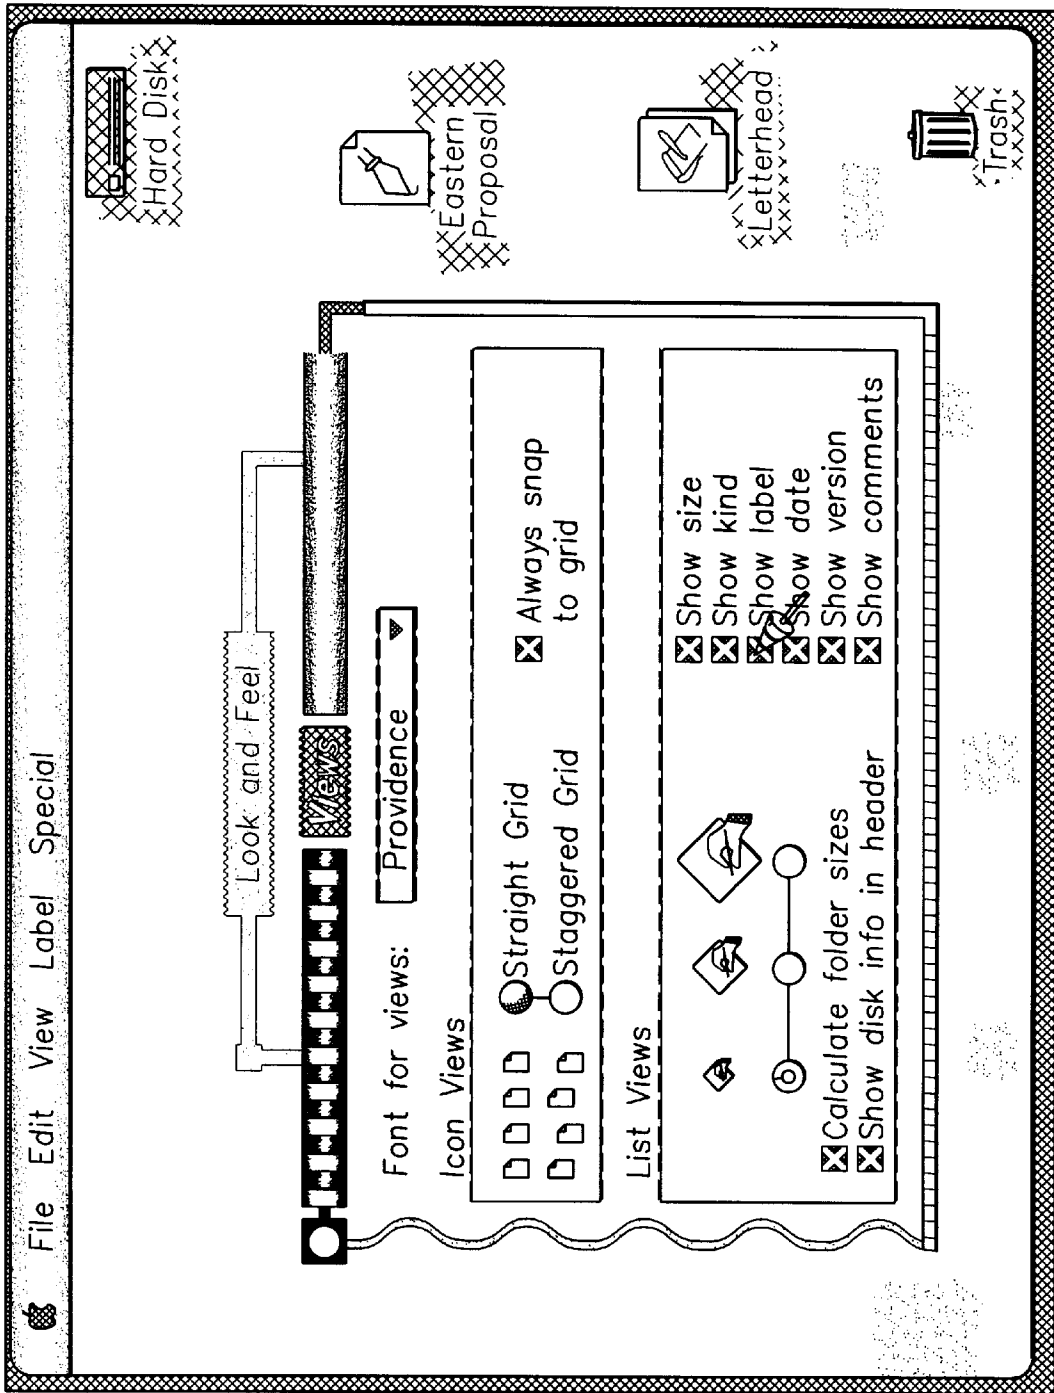 File Edit View Label Special
Hard Disk
Look and Feel
Views
Font for views: Providence
Eastern
Proposal
Icon Views
Straight Grid
Staggered Grid
Always snap
to grid
Letterhead
List Views
Show size
Show kind
Show label
Show date
Show version
Show comments
Calculate folder sizes
Show disk info in header
Trash